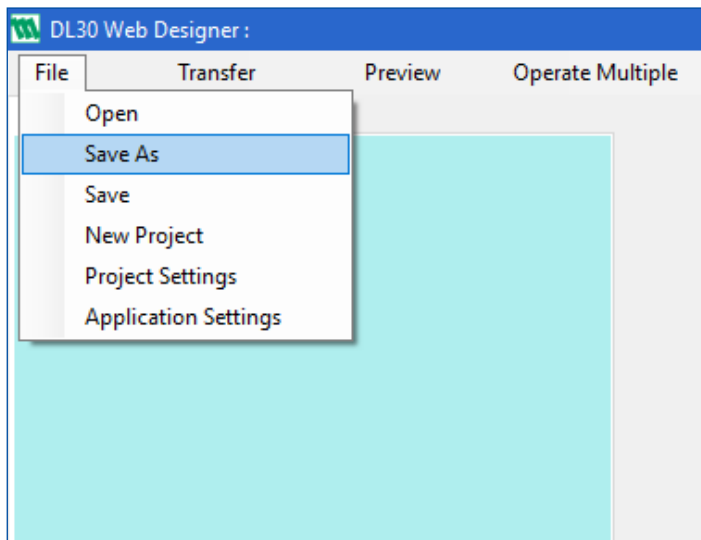 DL30 Web Designer :
File Transfer Preview Operate Multiple
Open
Save As
Save
New Project
Project Settings
Application Settings